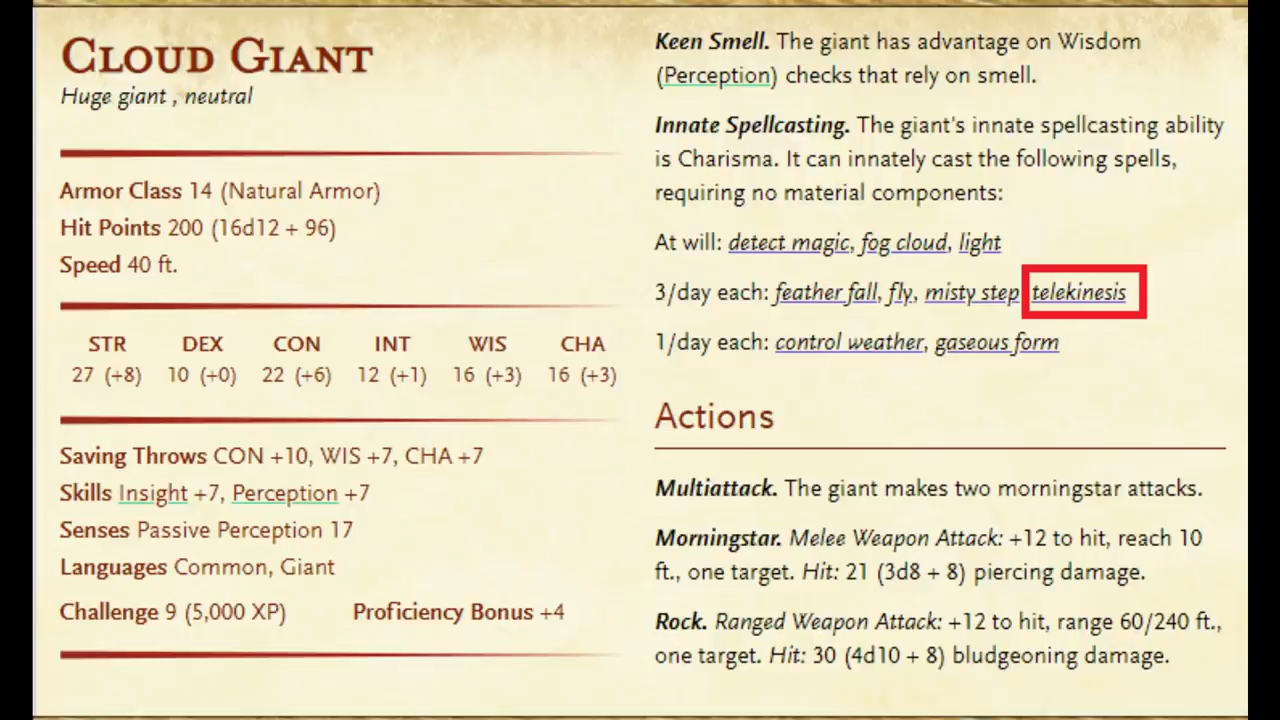 Cloud Giant
Huge giant , neutral
Armor Class 14 (Natural Armor)
Hit Points 200 (16d12 + 96)
Speed 40 ft.
STR DEX CON INT WIS CHA
27 (+8) 10 (+0) 22 (+6) 12 (+1) 16 (+3) 16 (+3)
Saving Throws CON +10, WIS +7, CHA +7
Skills Insight +7, Perception +7
Senses Passive Perception 17
Languages Common, Giant
Challenge 9 (5,000 XP) Proficiency Bonus +4
Keen Smell. The giant has advantage on Wisdom
(Perception) checks that rely on smell.
Innate Spellcasting. The giant's innate spellcasting ability
is Charisma. It can innately cast the following spells,
requiring no material components:
At will: detect magic, fog cloud, light
3/day each: feather fall, fly, misty step telekinesis
1/day each: control weather, gaseous form
Actions
Multiattack. The giant makes two morningstar attacks.
Morningstar. Melee Weapon Attack: +12 to hit, reach 10
ft., one target. Hit: 21 (3d8 + 8) piercing damage.
Rock. Ranged Weapon Attack: +12 to hit, range 60/240 ft.,
one target. Hit: 30 (4d10 + 8) bludgeoning damage.